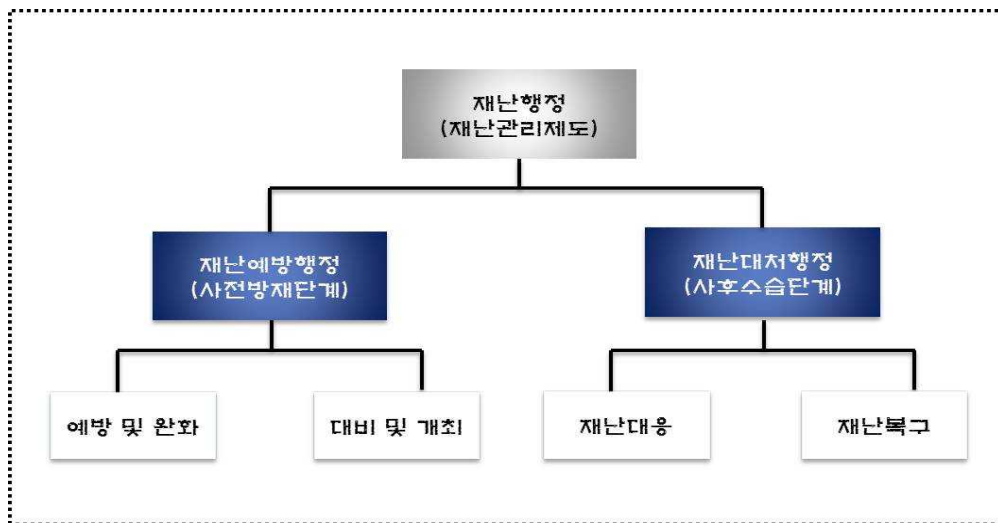 재난행정
(재난관리제도)
재난예방행정
(사전방재단계)
재난대처행정
(사후수습단계)
예방 및 완화
대비 및 개최
재난대응
재난복구